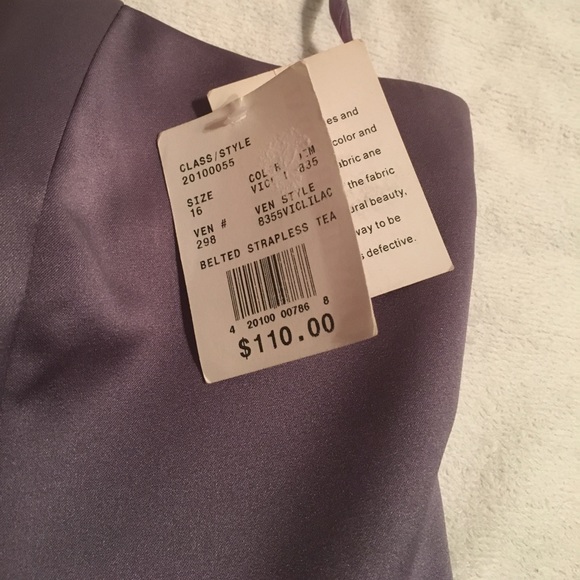 CLASS/STYLE
20100055
SIZE
16
VEN #
298
VEN STYLE
8355VICLILAC
BELTED STRAPLESS TEA
4 20100 00786 8
$110.00
es and
color and
abric
the fabric
ural beauty,
way to be
defective.